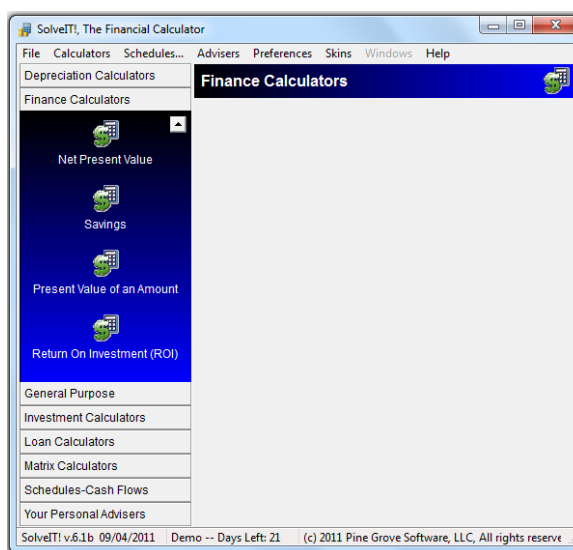 SolveIT!, The Financial Calculator
File Calculators Schedules... Advisers Preferences Skins Windows Help
Depreciation Calculators
Finance Calculators
Net Present Value
Savings
Present Value of an Amount
Return On Investment (ROI)
General Purpose
Investment Calculators
Loan Calculators
Matrix Calculators
Schedules-Cash Flows
Your Personal Advisers
Finance Calculators
SolveIT! v.6.1b 09/04/2011 Demo -- Days Left: 21 (c) 2011 Pine Grove Software, LLC, All rights reserve